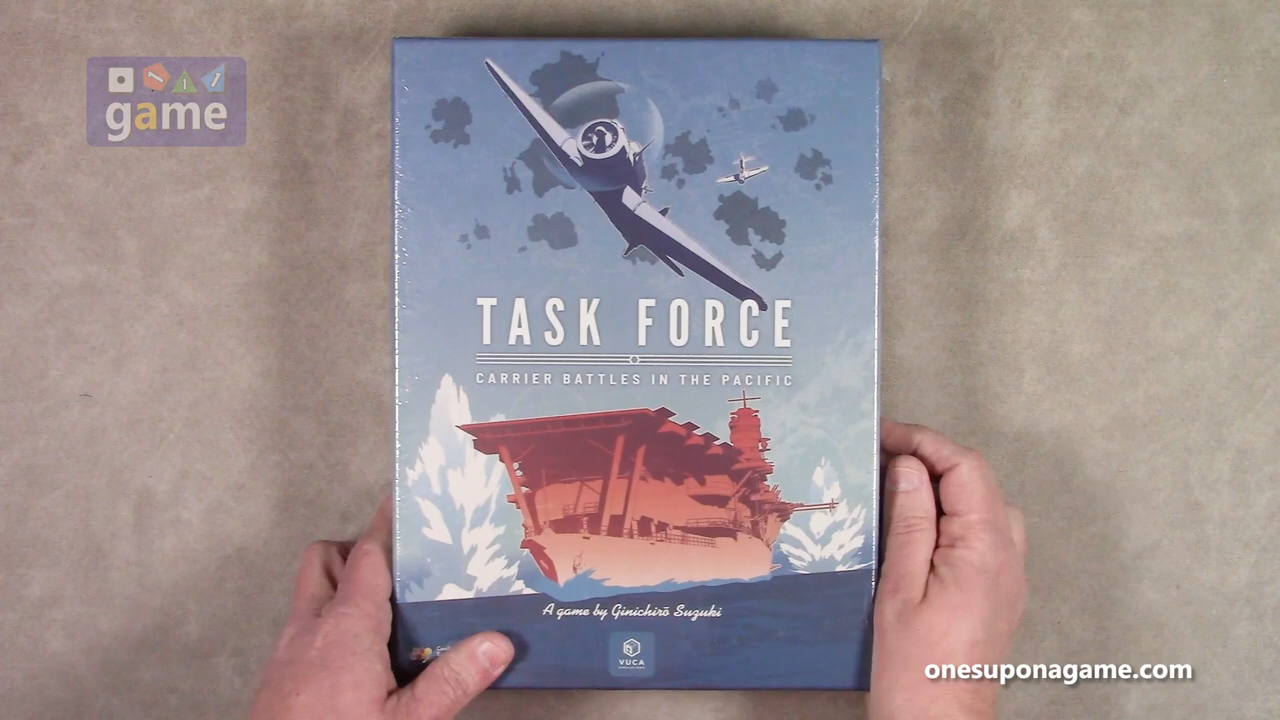 game
TASK FORCE
CARRIER BATTLES IN THE PACIFIC
A game by Ginichirō Suzuki
VUCA
onesuponagame.com